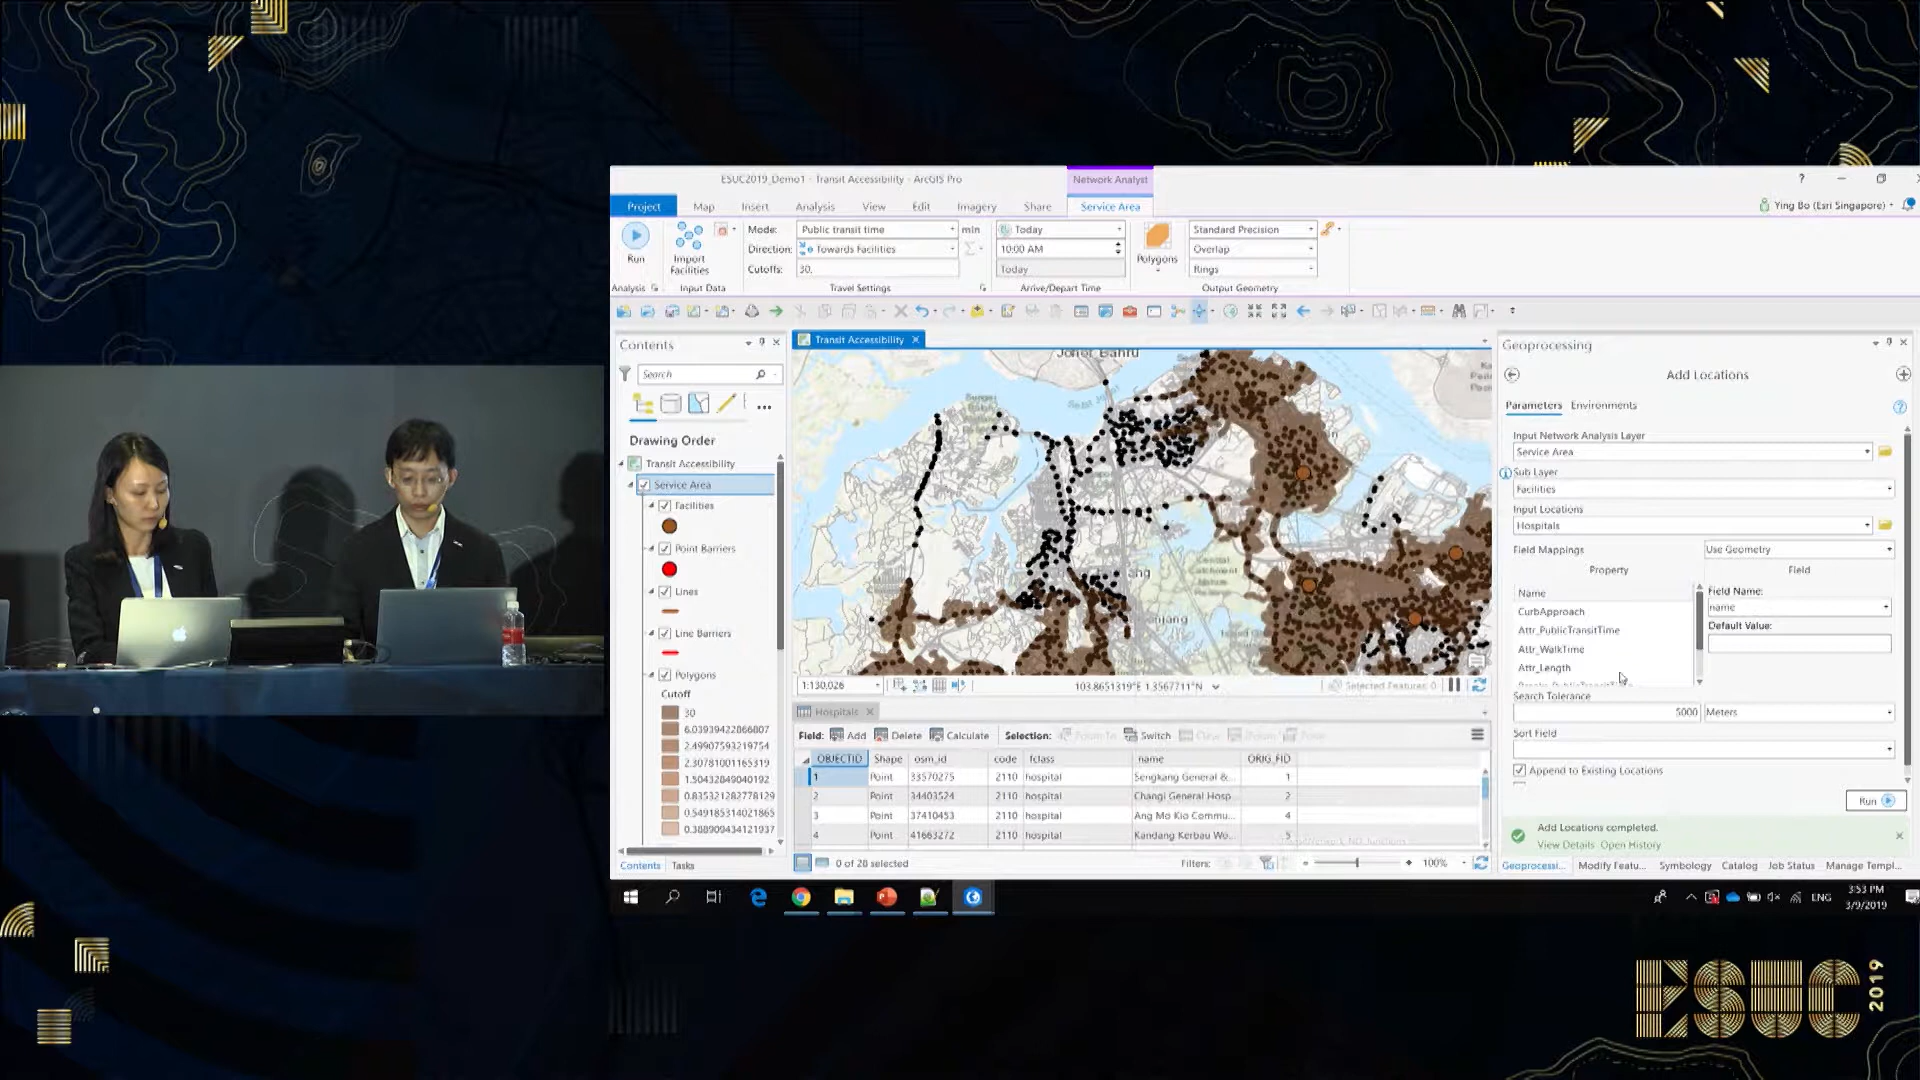 ESUC2019_Demo1 - Transit Accessibility - ArcGIS Pro
Network Analyst
?
Project Map Insert Analysis View Edit Imagery Share Service Area
Ying Bo (Esri Singapore)
Mode: Public transit time min
Today
Standard Precision
Direction: Towards Facilities
10:00 AM
Overlap
Run
Import Facilities
Polygons
Cutoffs: 30.
Today
Rings
Analysis
Input Data
Travel Settings
Arrive/Depart Time
Output Geometry
Contents
Search
Drawing Order
Transit Accessibility
Service Area
Facilities
Point Barriers
Lines
Line Barriers
Polygons
Cutoff
30
6.03939422866807
2.49907593219754
2.30781001165319
1.50432849040192
0.835321282778129
0.549185314021865
0.388909434121937
Contents Tasks
Transit Accessibility
Johor Bahru
1:130,026
103.8651319°E 1.3567711°N
Selected Features: 0
Hospitals
Field: Add Delete Calculate Selection: Switch
OBJECTID Shape osm_id code fclass name ORIG_FID
1 Point 33570275 2110 hospital Sengkang General &... 1
2 Point 34403524 2110 hospital Changi General Hosp... 2
3 Point 37410453 2110 hospital Ang Mo Kio Commu... 4
4 Point 41663272 2110 hospital Kandang Kerbau Wo... 5
0 of 28 selected
Filters:
100%
Geoprocessing
Add Locations
Parameters Environments
Input Network Analysis Layer
Service Area
Sub Layer
Facilities
Input Locations
Hospitals
Field Mappings
Use Geometry
Property Field
Name
Field Name:
CurbApproach
name
Attr_PublicTransitTime
Default Value:
Attr_WalkTime
Attr_Length
Search Tolerance
5000 Meters
Sort Field
Append to Existing Locations
Run
Add Locations completed.
View Details Open History
Geoprocessi... Modify Featu... Symbology Catalog Job Status Manage Templ...
ENG
3:53 PM
3/9/2019
ESUC 2019